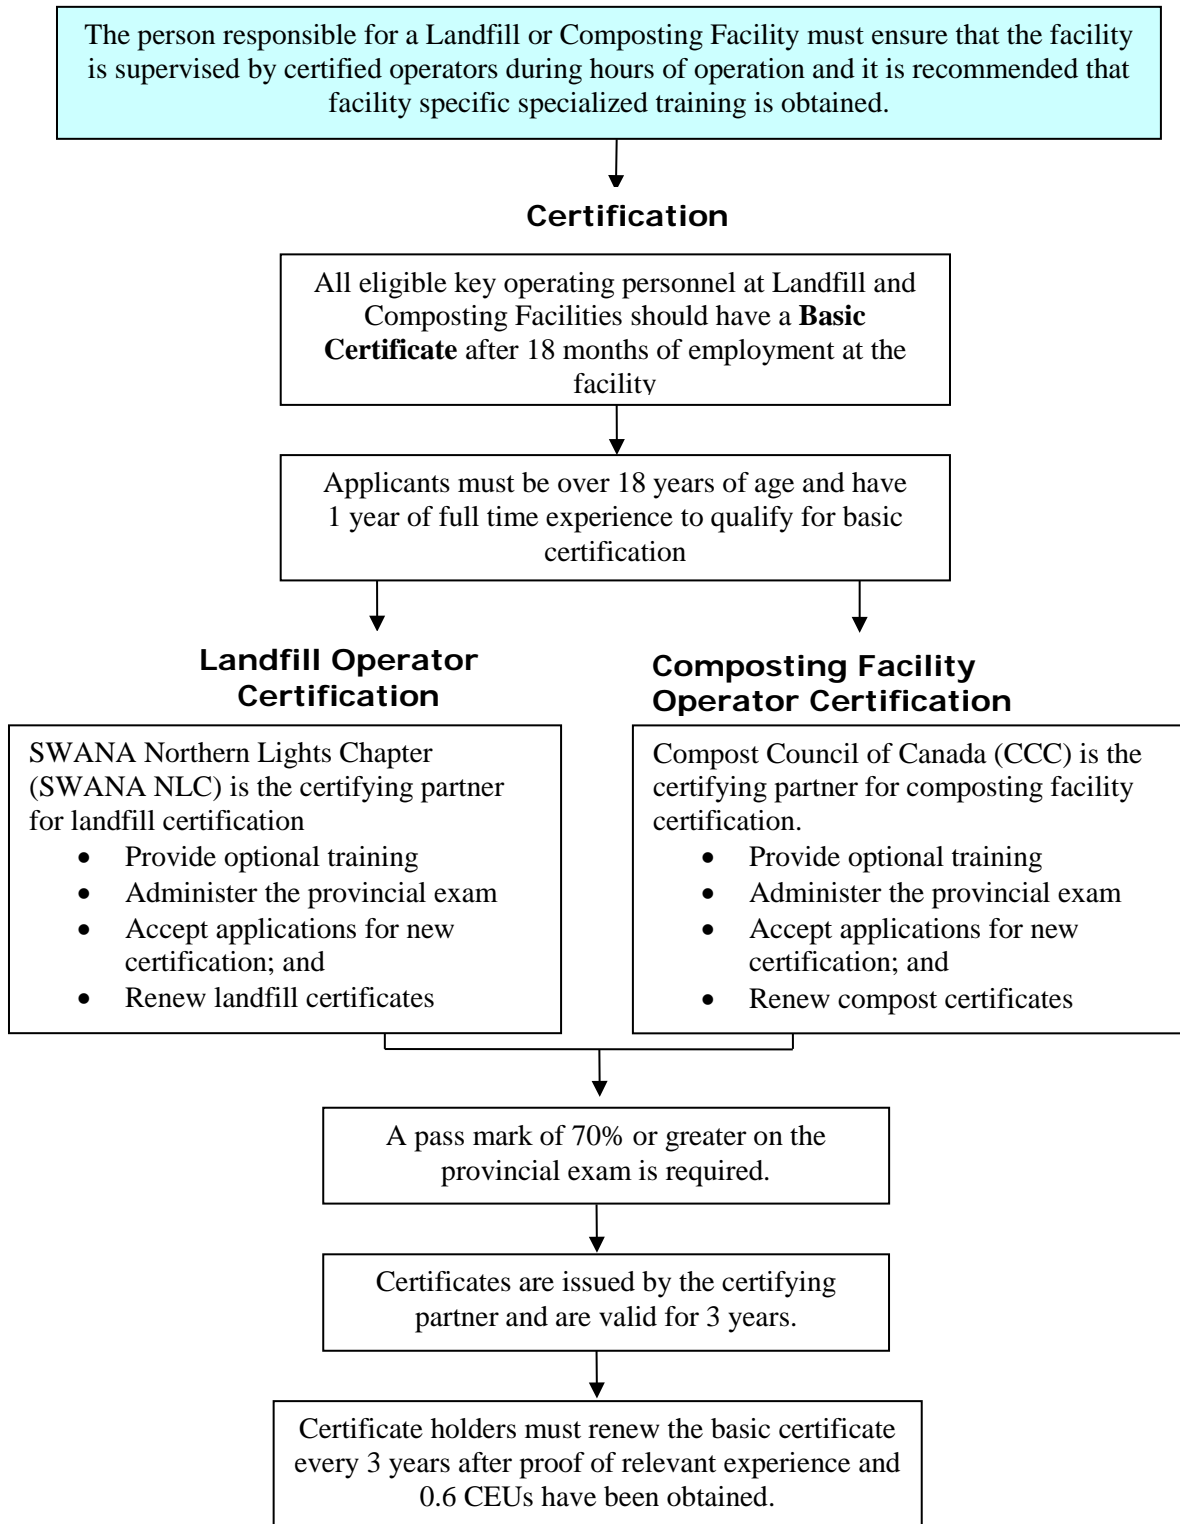 The person responsible for a Landfill or Composting Facility must ensure that the facility
is supervised by certified operators during hours of operation and it is recommended that
facility specific specialized training is obtained.
Certification
All eligible key operating personnel at Landfill and
Composting Facilities should have a Basic
Certificate after 18 months of employment at the
facility
Applicants must be over 18 years of age and have
1 year of full time experience to qualify for basic
certification
Landfill Operator
Certification
SWANA Northern Lights Chapter
(SWANA NLC) is the certifying partner
for landfill certification
• Provide optional training
• Administer the provincial exam
• Accept applications for new
certification; and
• Renew landfill certificates
Composting Facility
Operator Certification
Compost Council of Canada (CCC) is the
certifying partner for composting facility
certification.
• Provide optional training
• Administer the provincial exam
• Accept applications for new
certification; and
• Renew compost certificates
A pass mark of 70% or greater on the
provincial exam is required.
Certificates are issued by the certifying
partner and are valid for 3 years.
Certificate holders must renew the basic certificate
every 3 years after proof of relevant experience and
0.6 CEUs have been obtained.